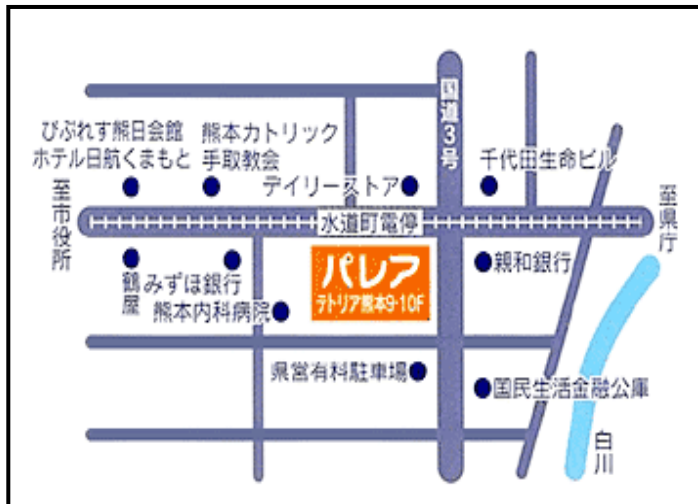 国道3号
びぷれす熊日会館
ホテル日航くまもと
熊本カトリック
手取教会
デイリーストア
千代田生命ビル
至市役所
水道町電停
至県庁
鶴屋
みずほ銀行
熊本内科病院
パレア
テトリア熊本9・10F
親和銀行
県営有料駐車場
国民生活金融公庫
白川